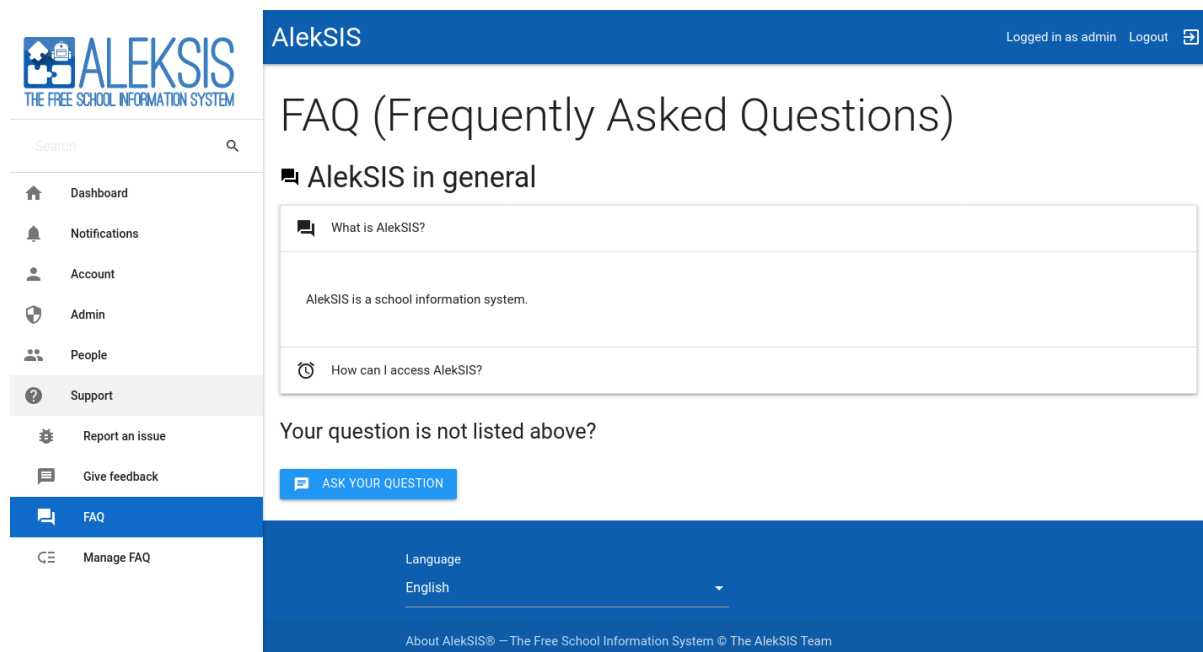 ALEKSIS
THE FREE SCHOOL INFORMATION SYSTEM
Search
Dashboard
Notifications
Account
Admin
People
Support
Report an issue
Give feedback
FAQ
Manage FAQ
AlekSIS
Logged in as admin Logout
FAQ (Frequently Asked Questions)
AlekSIS in general
What is AlekSIS?
AlekSIS is a school information system.
How can I access AlekSIS?
Your question is not listed above?
ASK YOUR QUESTION
Language
English
About AlekSIS® — The Free School Information System © The AlekSIS Team